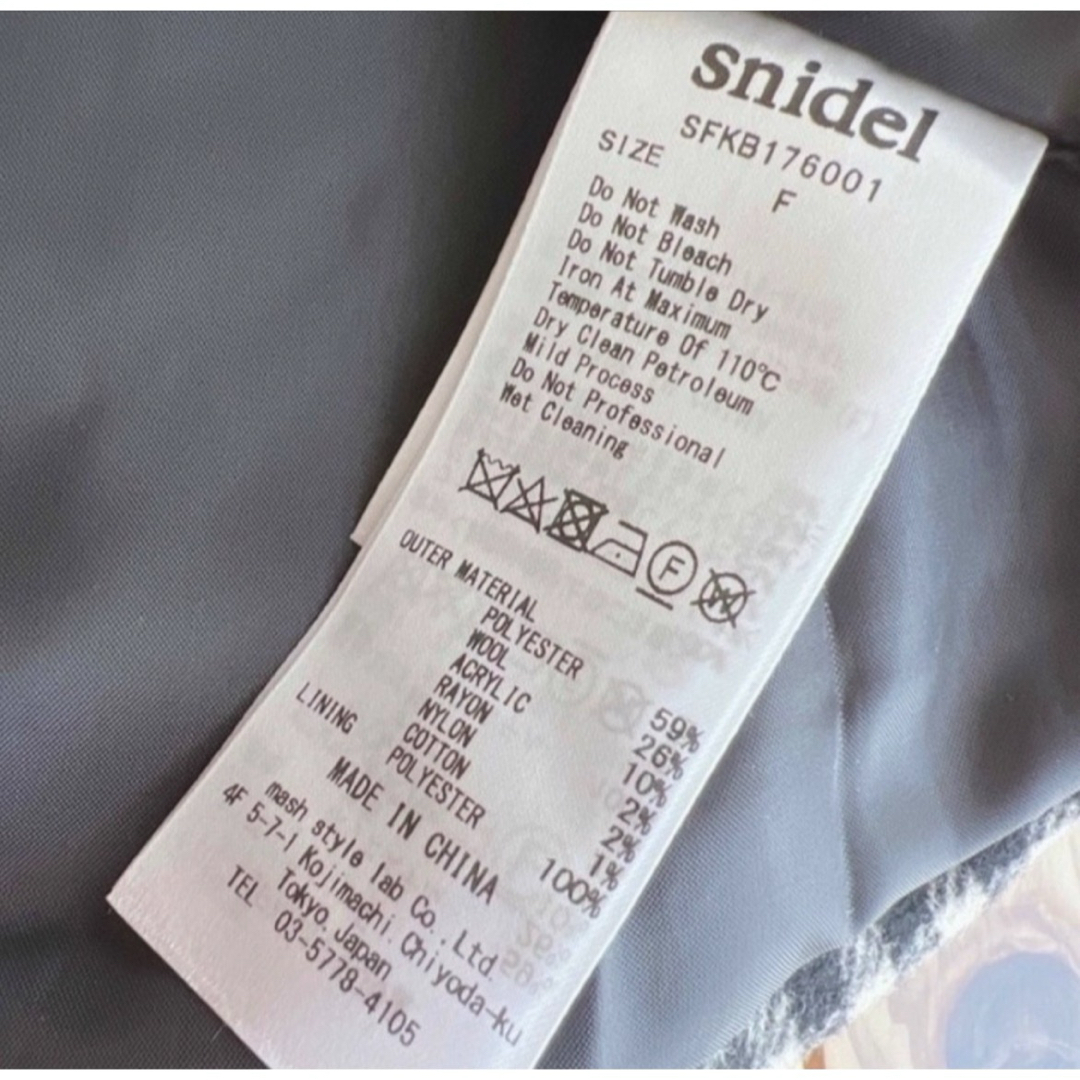 snidel
SFKB176001
SIZE F
Do Not Wash
Do Not Bleach
Do Not Tumble Dry
Iron At Maximum
Temperature Of 110℃
Dry Clean Petroleum
Mild Process
Do Not Professional
Wet Cleaning
F
W
OUTER MATERIAL
POLYESTER 59%
WOOL 26%
ACRYLIC 10%
RAYON 2%
NYLON 2%
COTTON 1%
LINING POLYESTER 100%
MADE IN CHINA
mash style lab Co., Ltd.
4F 5-7-1 Kojimachi. Chiyoda-ku
Tokyo. Japan
TEL 03-5778-4105